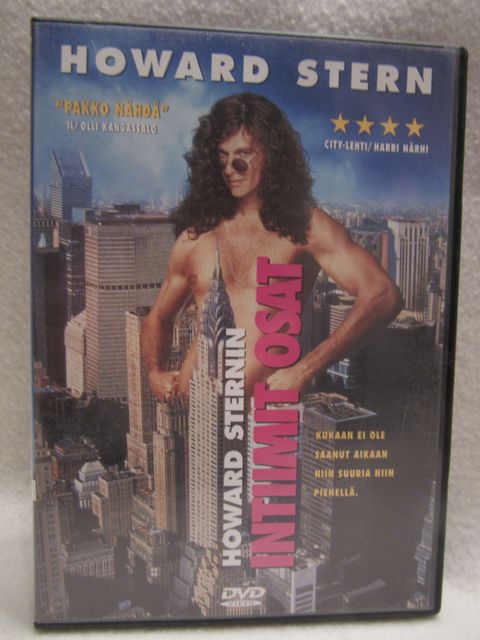 HOWARD STERN
"PAKKO NÄHDÄ"
IL/OLLI KANGASSALO
CITY-LEHTI/HARRI NÄRHI
HOWARD STERNIN
INTIIMIT OSAT
KUKAAN EI OLE
SAANUT AIKAAN
NIIN SUURIA NIIN
PIENELLÄ.
DVD
VIDEO